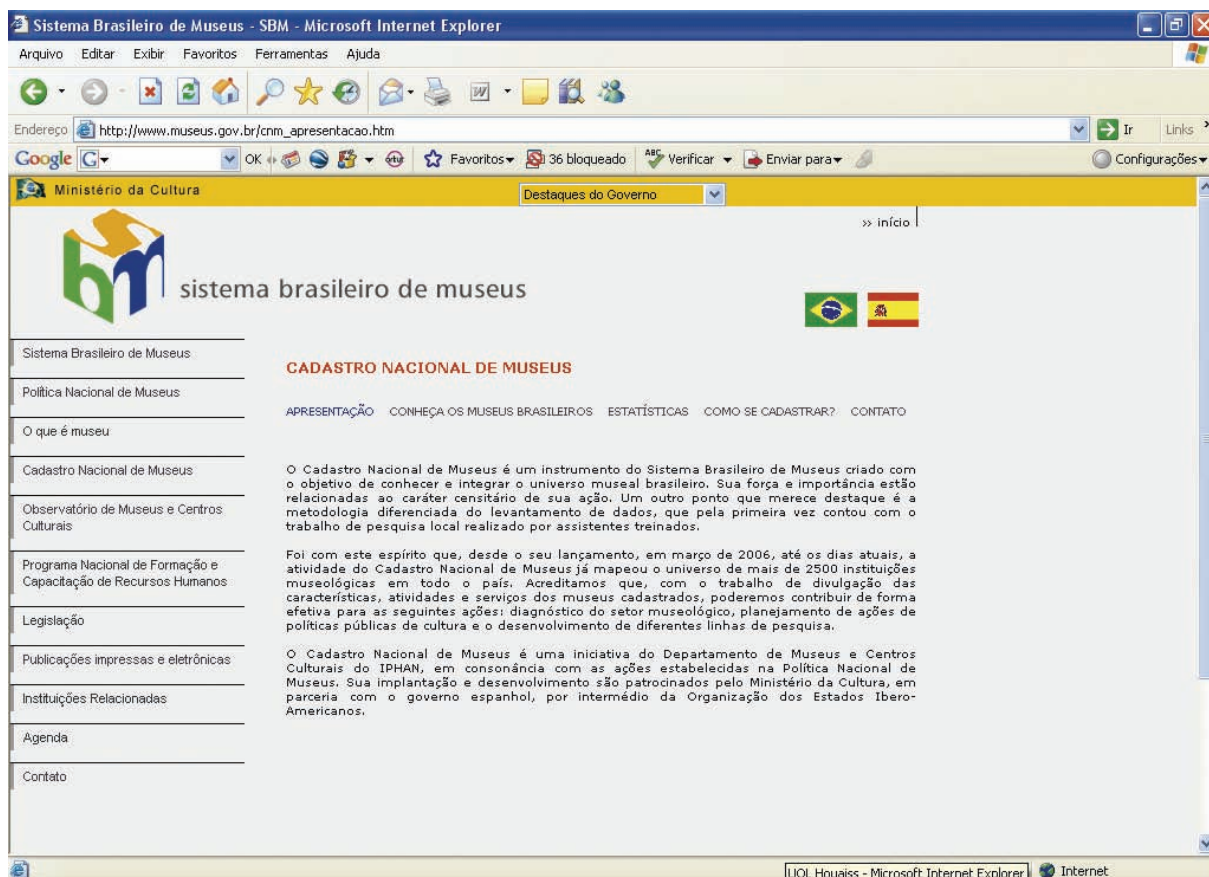 Sistema Brasileiro de Museus - SBM - Microsoft Internet Explorer
Arquivo Editar Exibir Favoritos Ferramentas Ajuda
Endereço http://www.museus.gov.br/cnm_apresentacao.htm Ir Links
Google G OK Favoritos 36 bloqueado ABC Verificar Enviar para Configurações
Ministério da Cultura Destaques do Governo
>> início
bm sistema brasileiro de museus
Sistema Brasileiro de Museus
Política Nacional de Museus
O que é museu
Cadastro Nacional de Museus
Observatório de Museus e Centros
Culturais
Programa Nacional de Formação e
Capacitação de Recursos Humanos
Legislação
Publicações impressas e eletrônicas
Instituições Relacionadas
Agenda
Contato
CADASTRO NACIONAL DE MUSEUS
APRESENTAÇÃO CONHEÇA OS MUSEUS BRASILEIROS ESTATÍSTICAS COMO SE CADASTRAR? CONTATO
O Cadastro Nacional de Museus é um instrumento do Sistema Brasileiro de Museus criado com
o objetivo de conhecer e integrar o universo museal brasileiro. Sua força e importância estão
relacionadas ao caráter censitário de sua ação. Um outro ponto que merece destaque é a
metodologia diferenciada do levantamento de dados, que pela primeira vez contou com o
trabalho de pesquisa local realizado por assistentes treinados.
Foi com este espírito que, desde o seu lançamento, em março de 2006, até os dias atuais, a
atividade do Cadastro Nacional de Museus já mapeou o universo de mais de 2500 instituições
museológicas em todo o país. Acreditamos que, com o trabalho de divulgação das
características, atividades e serviços dos museus cadastrados, poderemos contribuir de forma
efetiva para as seguintes ações: diagnóstico do setor museológico, planejamento de ações de
políticas públicas de cultura e o desenvolvimento de diferentes linhas de pesquisa.
O Cadastro Nacional de Museus é uma iniciativa do Departamento de Museus e Centros
Culturais do IPHAN, em consonância com as ações estabelecidas na Política Nacional de
Museus. Sua implantação e desenvolvimento são patrocinados pelo Ministério da Cultura, em
parceria com o governo espanhol, por intermédio da Organização dos Estados Ibero-
Americanos.
UOL Houaiss - Microsoft Internet Explorer Internet